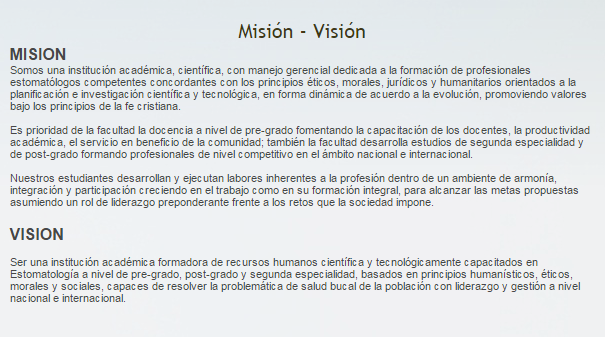 Misión - Visión
MISION
Somos una institución académica, científica, con manejo gerencial dedicada a la formación de profesionales
estomatólogos competentes concordantes con los principios éticos, morales, jurídicos y humanitarios orientados a la
planificación e investigación científica y tecnológica, en forma dinámica de acuerdo a la evolución, promoviendo valores
bajo los principios de la fe cristiana.
Es prioridad de la facultad la docencia a nivel de pre-grado fomentando la capacitación de los docentes, la productividad
académica, el servicio en beneficio de la comunidad; también la facultad desarrolla estudios de segunda especialidad y
de post-grado formando profesionales de nivel competitivo en el ámbito nacional e internacional.
Nuestros estudiantes desarrollan y ejecutan labores inherentes a la profesión dentro de un ambiente de armonía,
integración y participación creciendo en el trabajo como en su formación integral, para alcanzar las metas propuestas
asumiendo un rol de liderazgo preponderante frente a los retos que la sociedad impone.
VISION
Ser una institución académica formadora de recursos humanos científica y tecnológicamente capacitados en
Estomatología a nivel de pre-grado, post-grado y segunda especialidad, basados en principios humanísticos, éticos,
morales y sociales, capaces de resolver la problemática de salud bucal de la población con liderazgo y gestión a nivel
nacional e internacional.